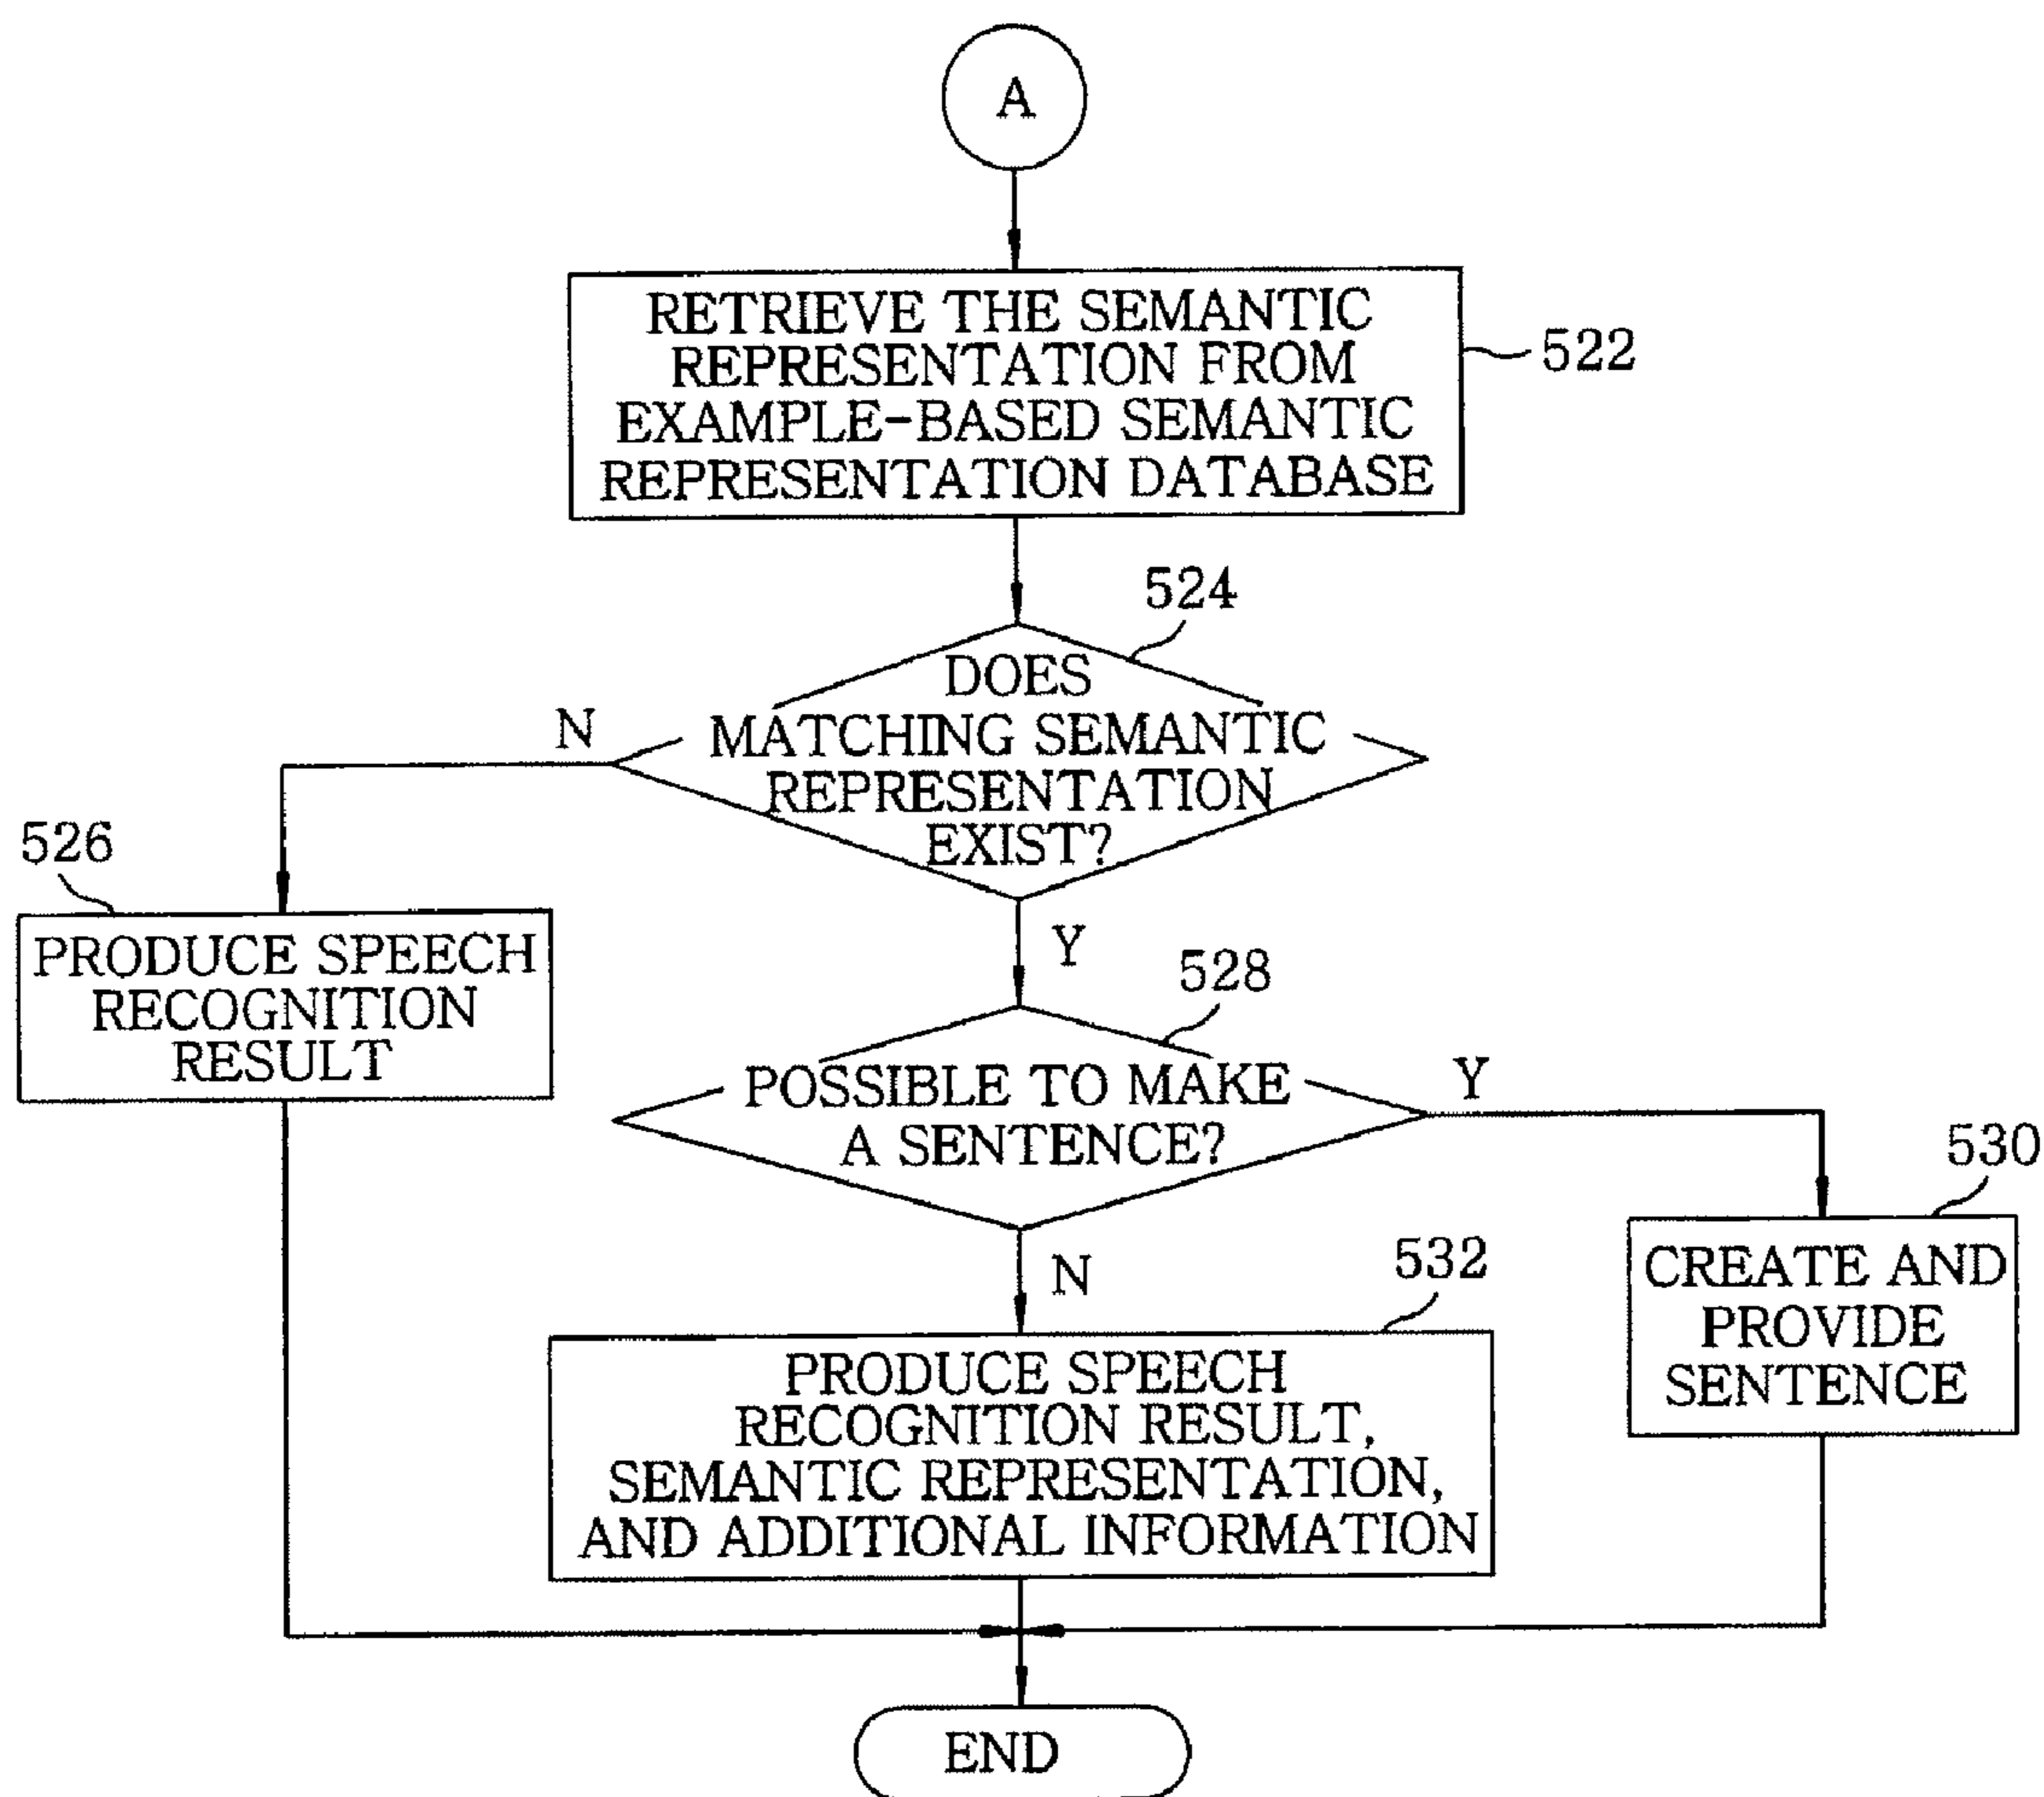 A
RETRIEVE THE SEMANTIC
REPRESENTATION FROM
EXAMPLE-BASED SEMANTIC
REPRESENTATION DATABASE
522
524
DOES
MATCHING SEMANTIC
REPRESENTATION
EXIST?
N
Y
526
PRODUCE SPEECH
RECOGNITION
RESULT
528
POSSIBLE TO MAKE
A SENTENCE?
Y
N
530
CREATE AND
PROVIDE
SENTENCE
532
PRODUCE SPEECH
RECOGNITION RESULT,
SEMANTIC REPRESENTATION,
AND ADDITIONAL INFORMATION
END